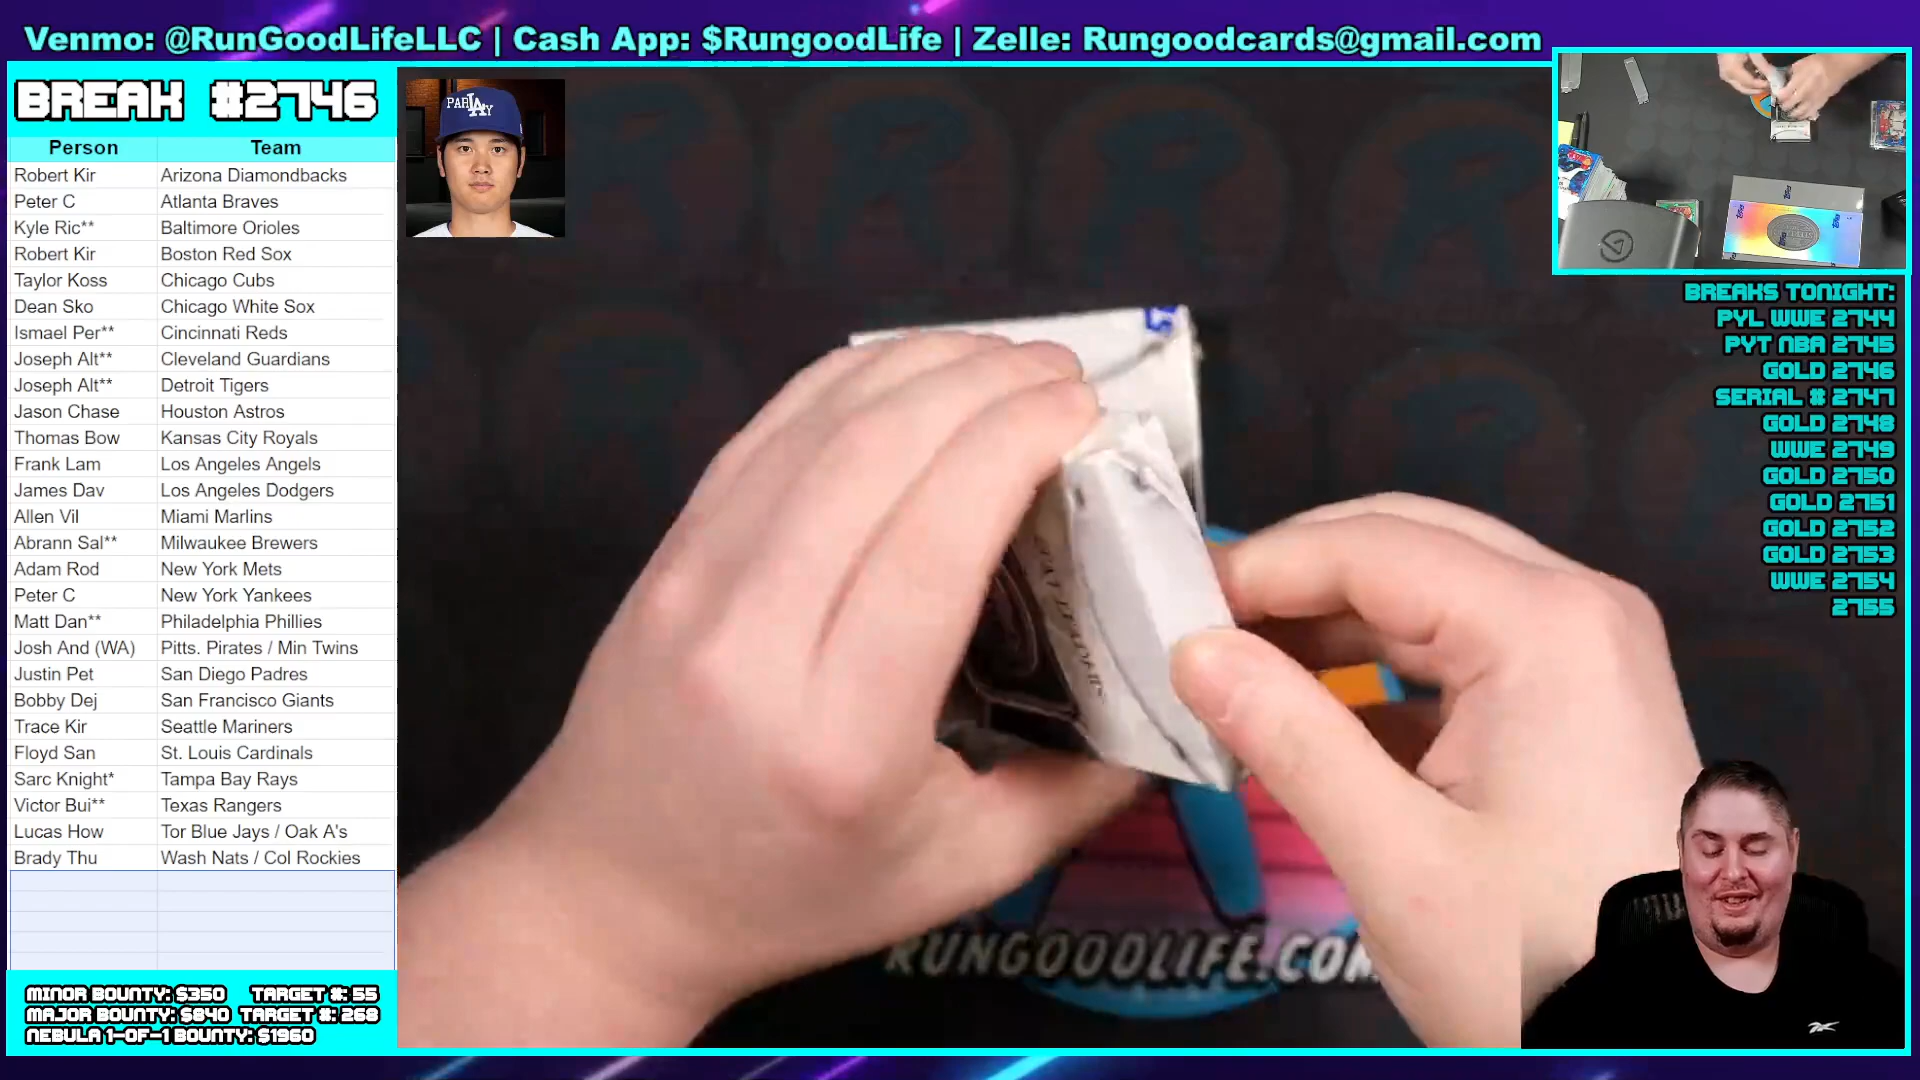 Venmo: @RunGoodLifeLLC | Cash App: $RungoodLife | Zelle: Rungoodcards@gmail.com
BREAK #2746
Person Team
Robert Kir Arizona Diamondbacks
Peter C Atlanta Braves
Kyle Ric** Baltimore Orioles
Robert Kir Boston Red Sox
Taylor Koss Chicago Cubs
Dean Sko Chicago White Sox
Ismael Per** Cincinnati Reds
Joseph Alt** Cleveland Guardians
Joseph Alt** Detroit Tigers
Jason Chase Houston Astros
Thomas Bow Kansas City Royals
Frank Lam Los Angeles Angels
James Dav Los Angeles Dodgers
Allen Vil Miami Marlins
Abrann Sal** Milwaukee Brewers
Adam Rod New York Mets
Peter C New York Yankees
Matt Dan** Philadelphia Phillies
Josh And (WA) Pitts. Pirates / Min Twins
Justin Pet San Diego Padres
Bobby Dej San Francisco Giants
Trace Kir Seattle Mariners
Floyd San St. Louis Cardinals
Sarc Knight* Tampa Bay Rays
Victor Bui** Texas Rangers
Lucas How Tor Blue Jays / Oak A's
Brady Thu Wash Nats / Col Rockies
MINOR BOUNTY: $350 TARGET #: 55
MAJOR BOUNTY: $840 TARGET #: 268
NEBULA 1-OF-1 BOUNTY: $1960
PARLAY
RUNGOODLIFE.COM
BREAKS TONIGHT:
PYL WWE 2744
PYT NBA 2745
GOLD 2746
SERIAL # 2747
GOLD 2748
WWE 2749
GOLD 2750
GOLD 2751
GOLD 2752
GOLD 2753
WWE 2754
2755